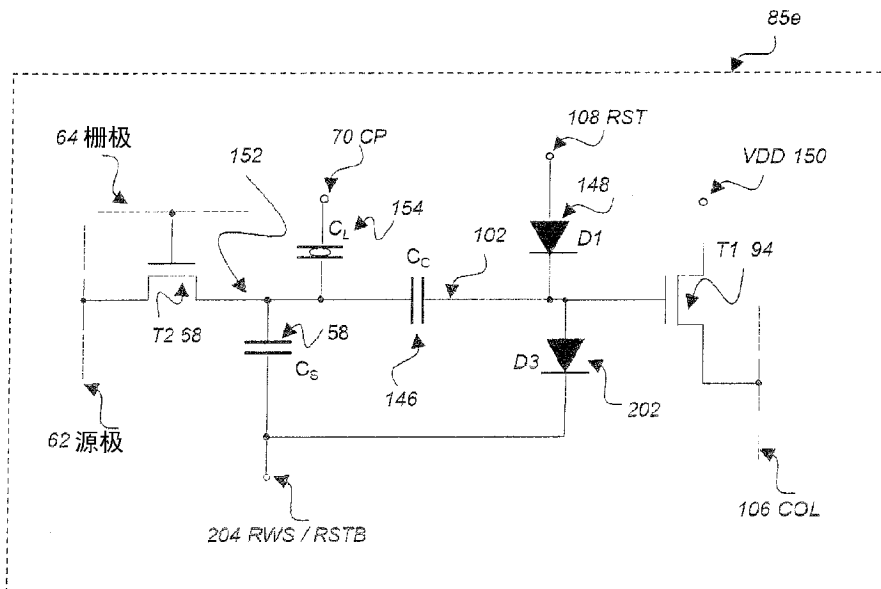 85e
64 栅极
152
70 CP
108 RST
VDD 150
148
CL
154
D1
CC
102
T1 94
T2 68
58
CS
D3
146
202
62 源极
204 RWS / RSTB
106 COL